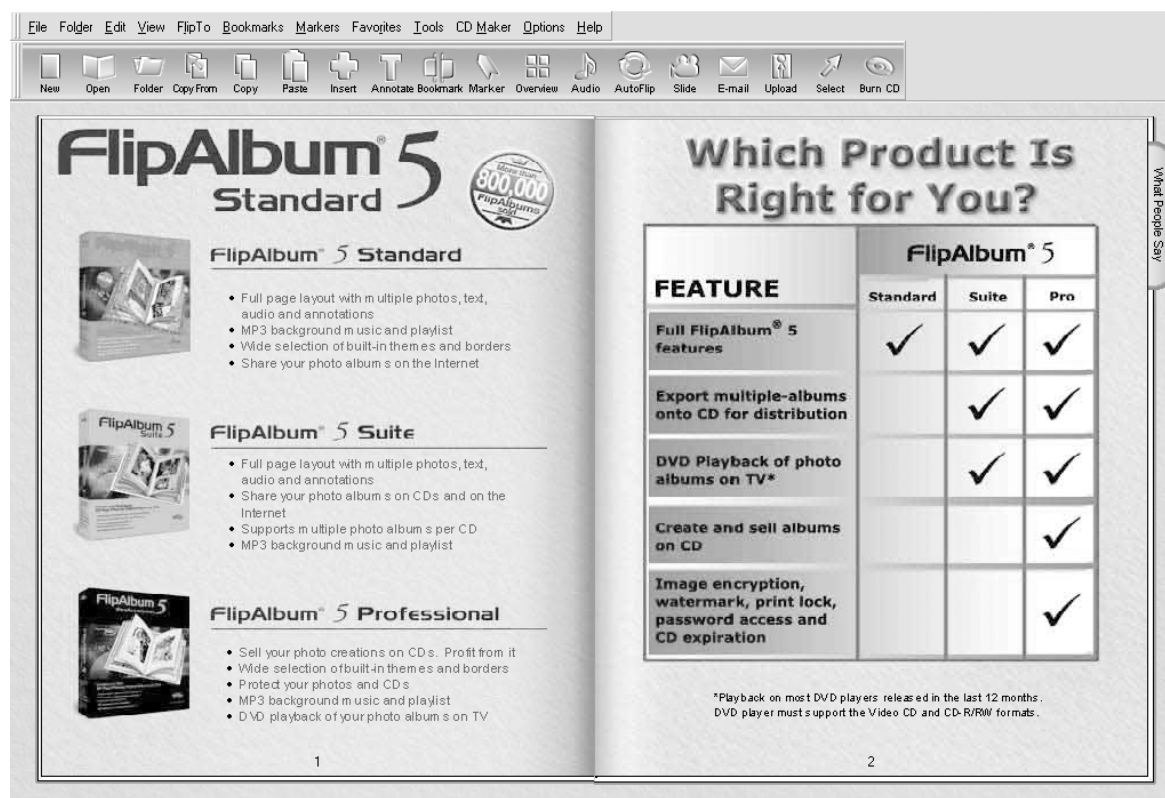 File Folder Edit View FlipTo Bookmarks Markers Favorites Tools CD Maker Options Help
New Open Folder Copy From Copy Paste Insert Annotate Bookmark Marker Overview Audio AutoFlip Slide E-mail Upload Select Burn CD
FlipAlbum® 5
Standard
More than
800,000
FlipAlbums
sold
FlipAlbum® 5 Standard
• Full page layout with multiple photos, text,
audio and annotations
• MP3 background music and playlist
• Wide selection of built-in themes and borders
• Share your photo albums on the Internet
FlipAlbum 5
Suite
FlipAlbum® 5 Suite
• Full page layout with multiple photos, text,
audio and annotations
• Share your photo albums on CDs and on the
Internet
• Supports multiple photo albums per CD
• MP3 background music and playlist
FlipAlbum 5
FlipAlbum® 5 Professional
• Sell your photo creations on CDs. Profit from it
• Wide selection of built-in themes and borders
• Protect your photos and CDs
• MP3 background music and playlist
• DVD playback of your photo albums on TV
1
Which Product Is
Right for You?
FlipAlbum® 5
FEATURE Standard Suite Pro
Full FlipAlbum® 5
features
Export multiple-albums
onto CD for distribution
DVD Playback of photo
albums on TV*
Create and sell albums
on CD
Image encryption,
watermark, print lock,
password access and
CD expiration
*Playback on most DVD players released in the last 12 months.
DVD player must support the Video CD and CD-R/RW formats.
2
What People Say